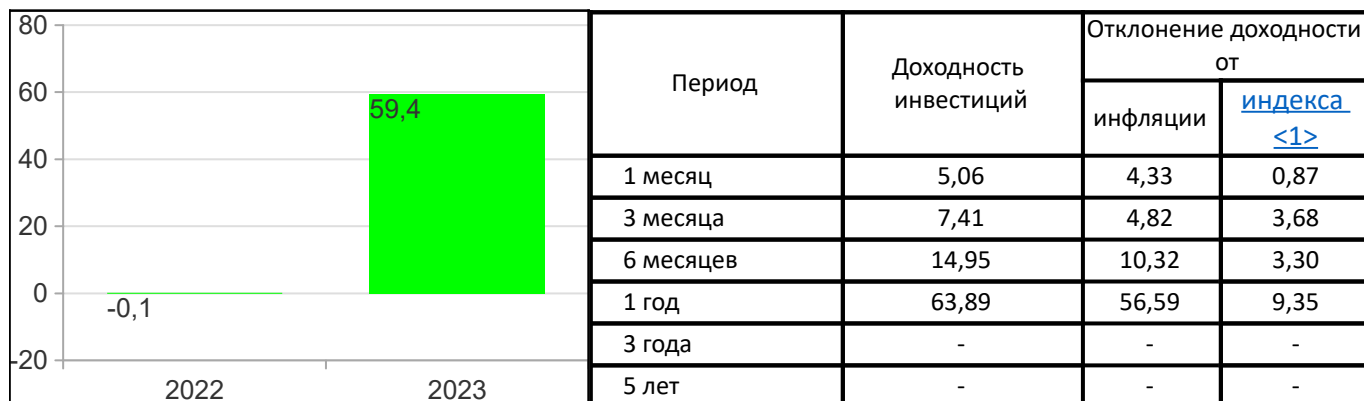 80
60
40
20
0
-20
59,4
-0,1
2022 2023
Период
Доходность
инвестиций
Отклонение доходности
от
инфляции
индекса
<1>
1 месяц 5,06 4,33 0,87
3 месяца 7,41 4,82 3,68
6 месяцев 14,95 10,32 3,30
1 год 63,89 56,59 9,35
3 года - - -
5 лет - - -